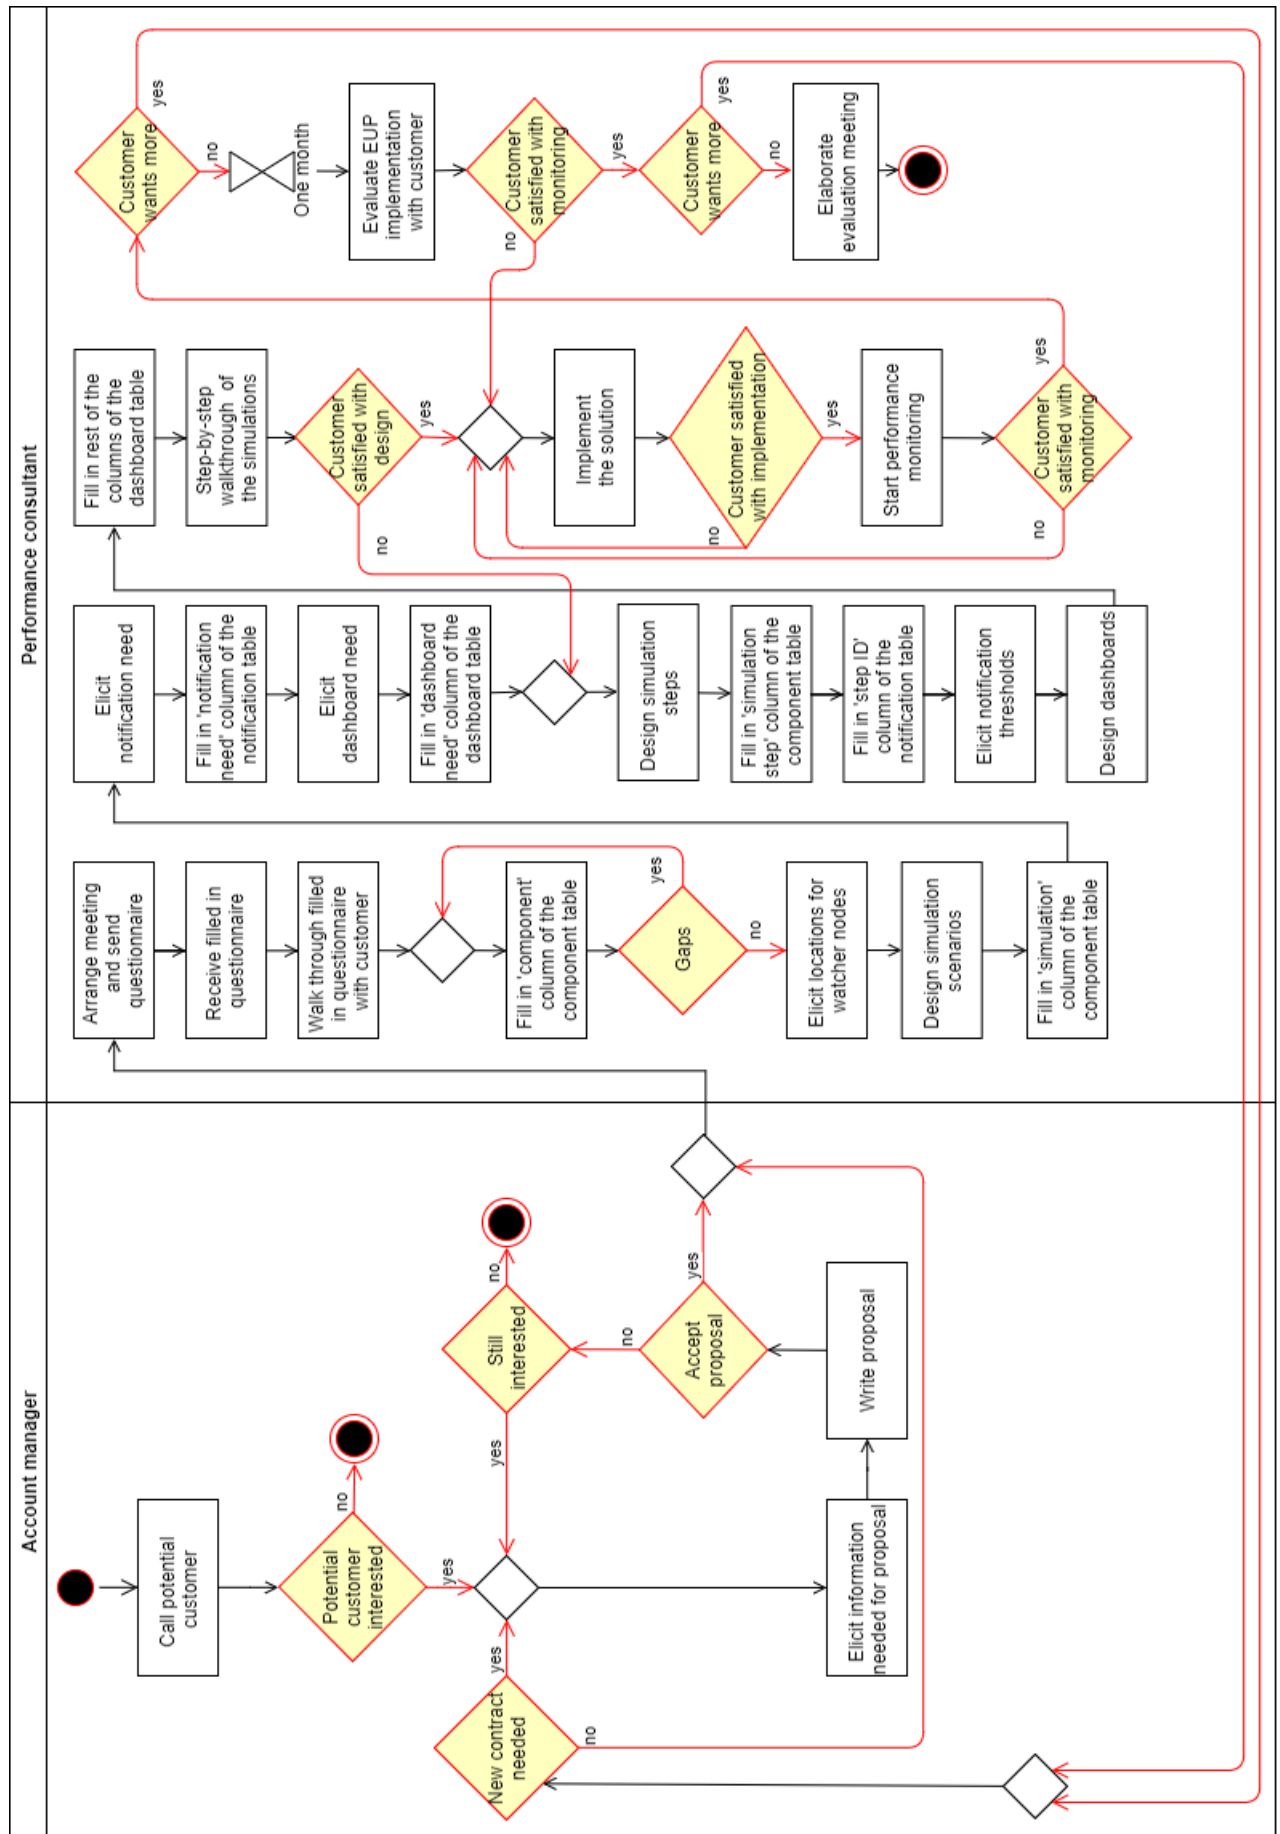 Account manager
Call potential
customer
Potential
customer
interested
no
yes
New contract
needed
yes
no
Still
interested
no
yes
Accept
proposal
no
yes
Elicit information
needed for proposal
Write proposal
Performance consultant
Arrange meeting
and send
questionnaire
Receive filled in
questionnaire
Walk through filled
in questionnaire
with customer
Fill in 'component'
column of the
component table
Gaps
yes
no
Elicit locations for
watcher nodes
Design simulation
scenarios
Fill in 'simulation'
column of the
component table
Elicit
notification need
Fill in 'notification
need' column of the
notification table
Elicit
dashboard need
Fill in 'dashboard
need' column of the
dashboard table
Design simulation
steps
Fill in 'simulation
step' column of the
component table
Fill in 'step ID'
column of the
notification table
Elicit notification
thresholds
Design dashboards
Fill in rest of the
columns of the
dashboard table
Step-by-step
walkthrough of
the simulations
Customer
satisfied with
design
no
yes
Implement
the solution
Customer satisfied
with implementation
no
yes
Start performance
monitoring
Customer
satisfied with
monitoring
no
yes
Customer
wants more
yes
no
One month
Evaluate EUP
implementation
with customer
Customer
satisfied with
monitoring
no
yes
Customer
wants more
yes
no
Elaborate
evaluation meeting